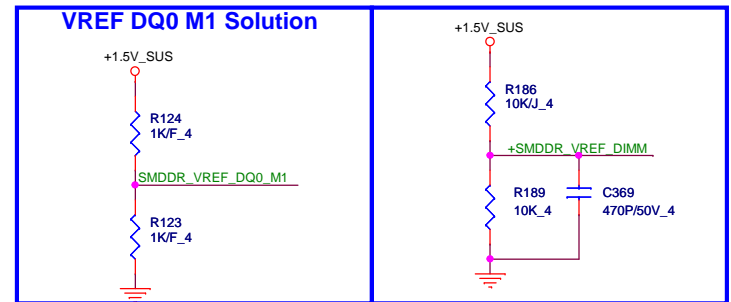 VREF DQ0 M1 Solution
+1.5V_SUS
R124
1K/F_4
SMDDR_VREF_DQ0_M1
R123
1K/F_4
+1.5V_SUS
R186
10K/J_4
+SMDDR_VREF_DIMM
R189
10K_4
C369
470P/50V_4